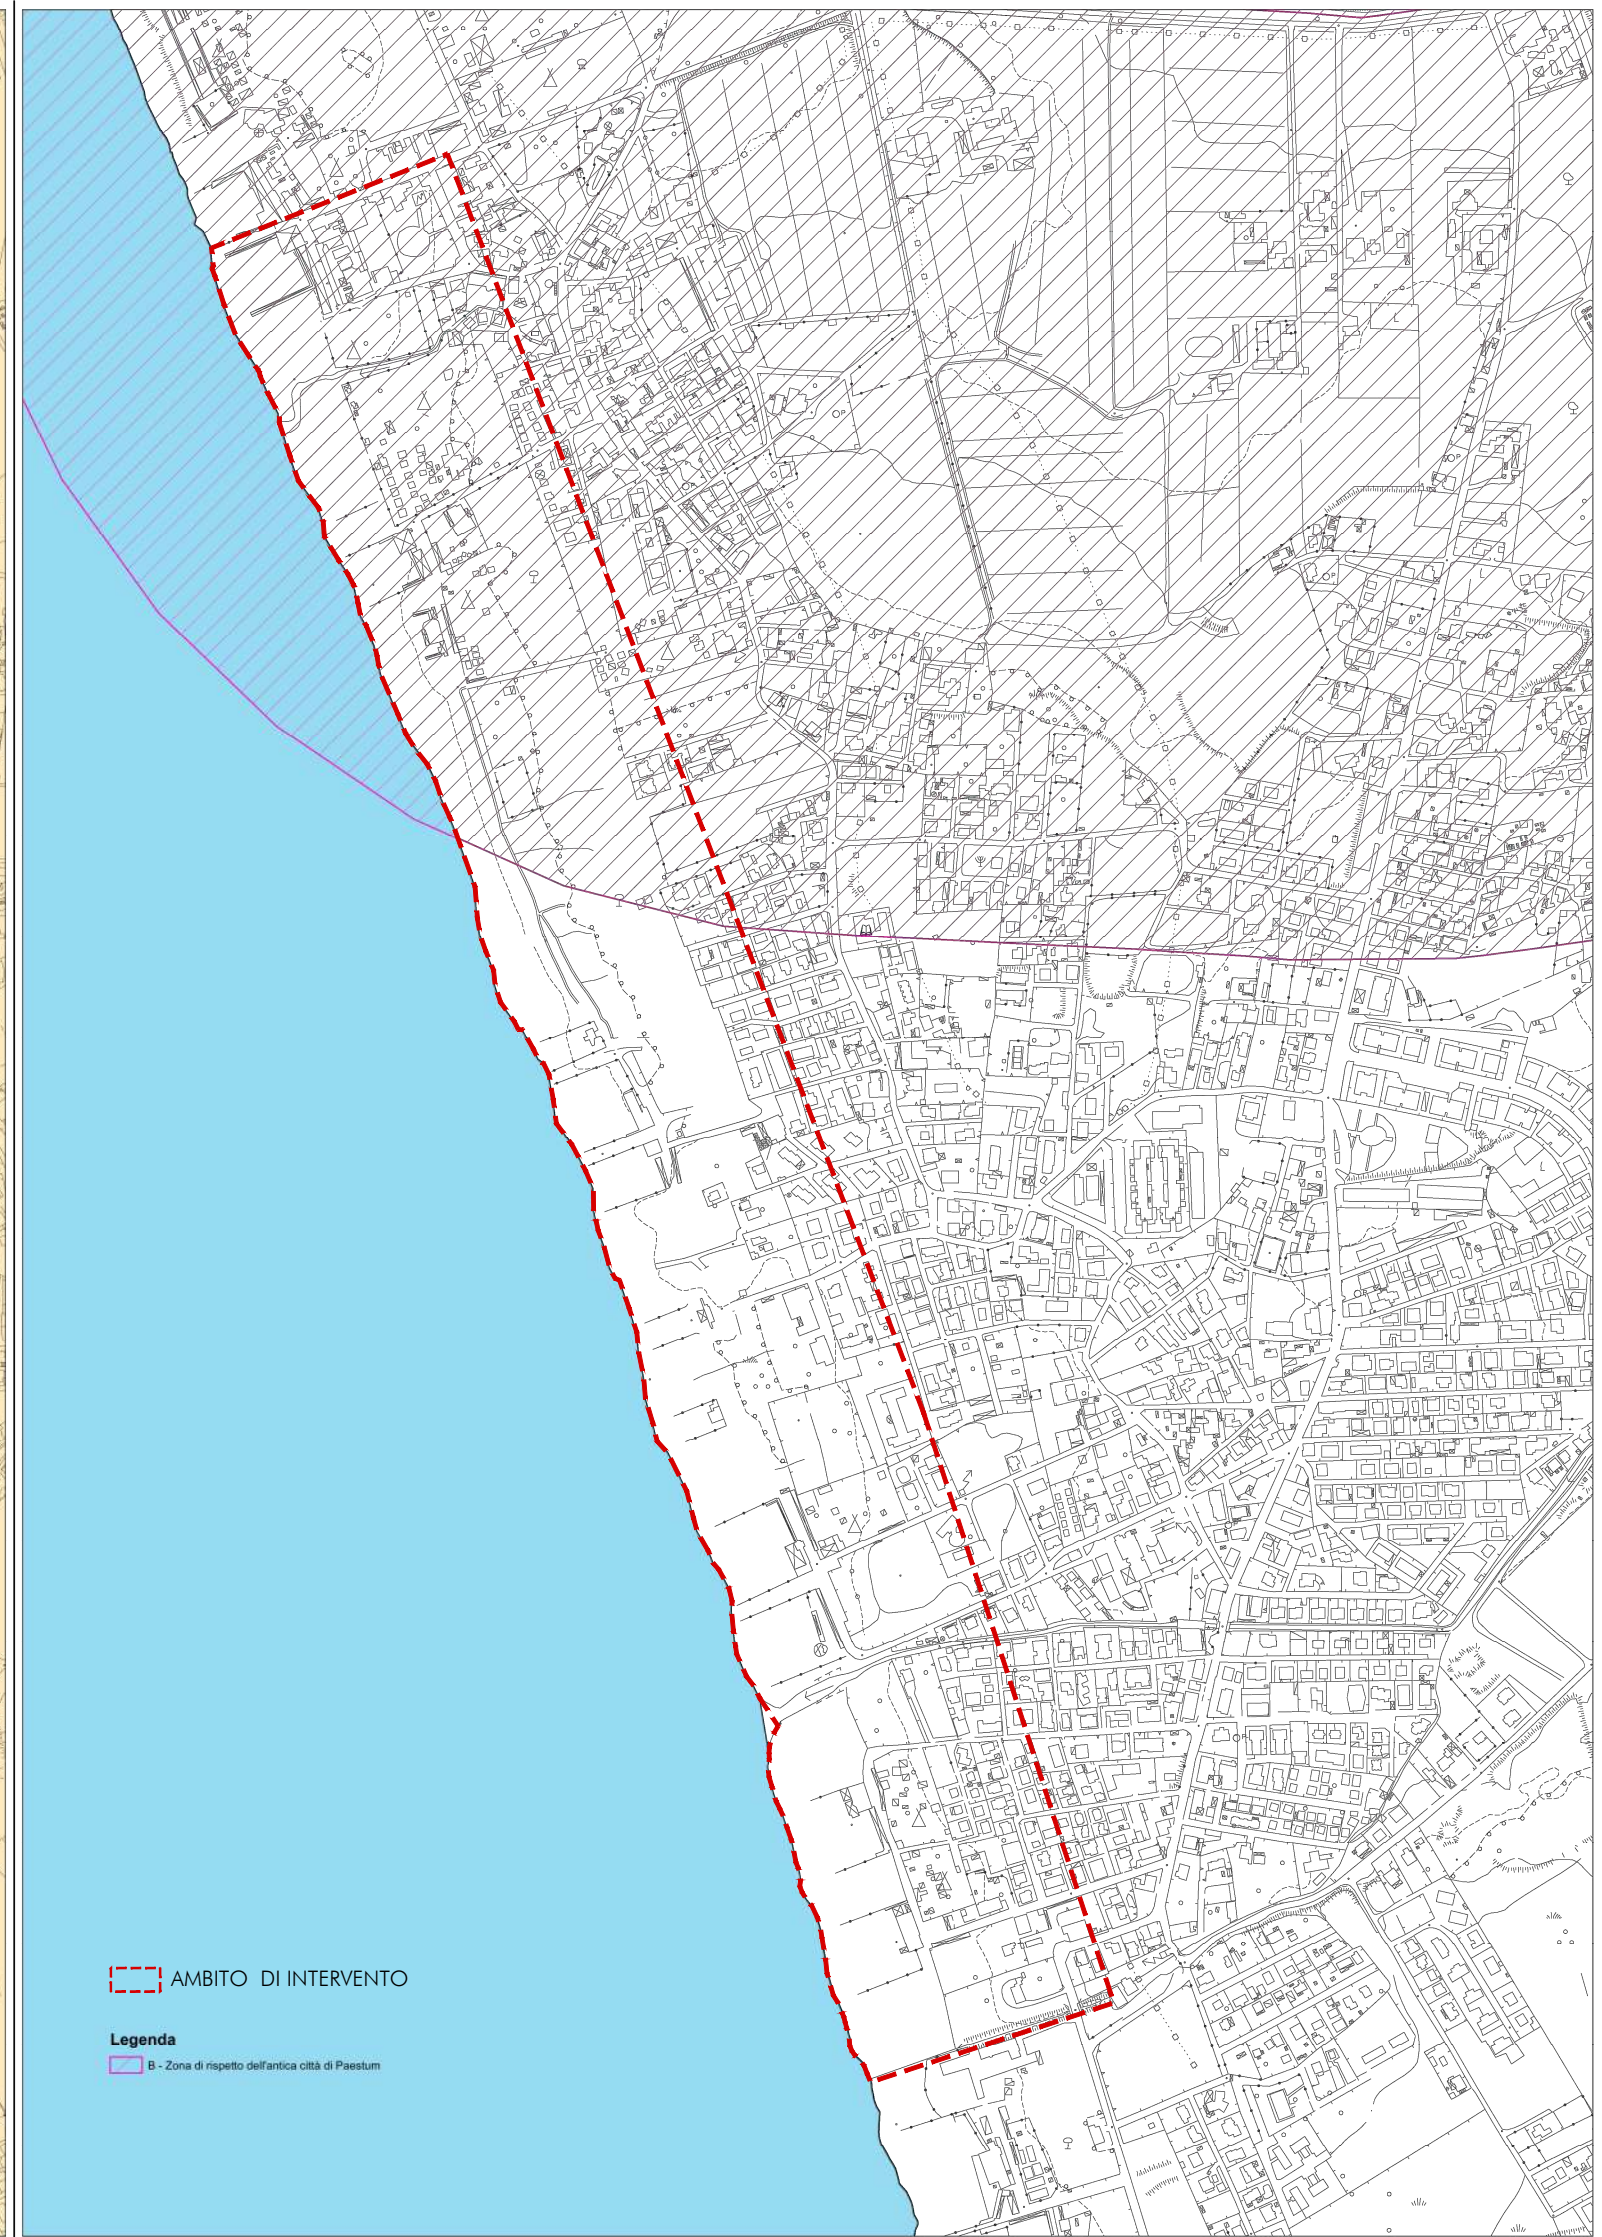 AMBITO DI INTERVENTO
Legenda
B - Zona di rispetto dell'antica città di Paestum